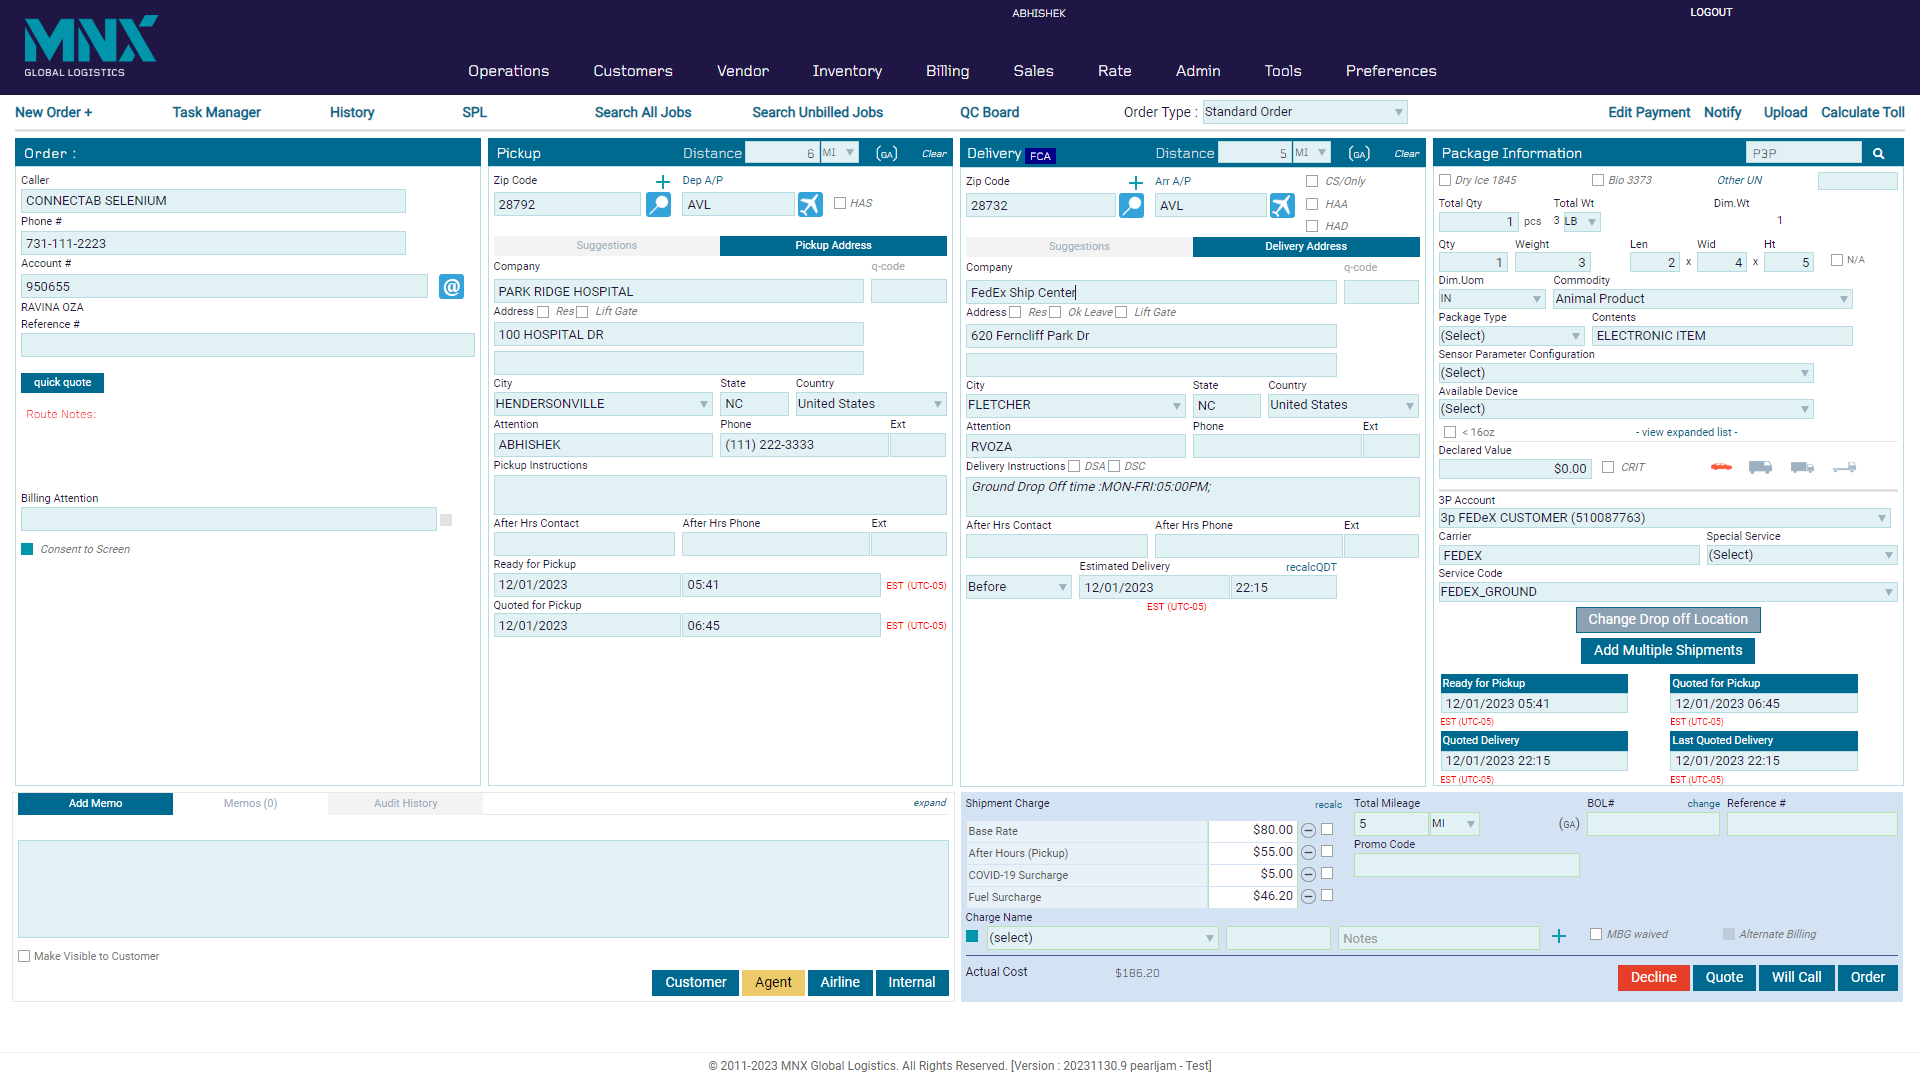 MNX
GLOBAL LOGISTICS
ABHISHEK
LOGOUT
Operations Customers Vendor Inventory Billing Sales Rate Admin Tools Preferences
New Order + Task Manager History SPL Search All Jobs Search Unbilled Jobs QC Board Order Type : Standard Order Edit Payment Notify Upload Calculate Toll
Order :
Caller
CONNECTAB SELENIUM
Phone #
731-111-2223
Account #
950655
@
RAVINA OZA
Reference #
quick quote
Route Notes:
Billing Attention
Consent to Screen
Pickup Distance 6 MI (GA) Clear
Zip Code + Dep A/P
28792 AVL HAS
Suggestions Pickup Address
Company q-code
PARK RIDGE HOSPITAL
Address Res Lift Gate
100 HOSPITAL DR
City State Country
HENDERSONVILLE NC United States
Attention Phone Ext
ABHISHEK (111) 222-3333
Pickup Instructions
After Hrs Contact After Hrs Phone Ext
Ready for Pickup
12/01/2023 05:41 EST (UTC-05)
Quoted for Pickup
12/01/2023 06:45 EST (UTC-05)
Delivery FCA Distance 5 MI (GA) Clear
Zip Code + Arr A/P CS/Only
28732 AVL HAA
HAD
Suggestions Delivery Address
Company q-code
FedEx Ship Center
Address Res Ok Leave Lift Gate
620 Ferncliff Park Dr
City State Country
FLETCHER NC United States
Attention Phone Ext
RVOZA
Delivery Instructions DSA DSC
Ground Drop Off time :MON-FRI:05:00PM;
After Hrs Contact After Hrs Phone Ext
Estimated Delivery recalcQDT
Before 12/01/2023 22:15
EST (UTC-05)
Package Information P3P
Dry Ice 1845 Bio 3373 Other UN
Total Qty Total Wt Dim.Wt
1 pcs 3 LB 1
Qty Weight Len Wid Ht
1 3 2 x 4 x 5 N/A
Dim.Uom Commodity
IN Animal Product
Package Type Contents
(Select) ELECTRONIC ITEM
Sensor Parameter Configuration
(Select)
Available Device
(Select)
< 16oz - view expanded list -
Declared Value
$0.00 CRIT
3P Account
3p FEDeX CUSTOMER (510087763)
Carrier Special Service
FEDEX (Select)
Service Code
FEDEX_GROUND
Change Drop off Location
Add Multiple Shipments
Ready for Pickup Quoted for Pickup
12/01/2023 05:41 12/01/2023 06:45
EST (UTC-05) EST (UTC-05)
Quoted Delivery Last Quoted Delivery
12/01/2023 22:15 12/01/2023 22:15
EST (UTC-05) EST (UTC-05)
Add Memo Memos (0) Audit History expand
Make Visible to Customer
Customer Agent Airline Internal
Shipment Charge recalc Total Mileage BOL# change Reference #
Base Rate $80.00 5 MI (GA)
After Hours (Pickup) $55.00 Promo Code
COVID-19 Surcharge $5.00
Fuel Surcharge $46.20
Charge Name
(select) Notes + MBG waived Alternate Billing
Actual Cost $186.20 Decline Quote Will Call Order
© 2011-2023 MNX Global Logistics. All Rights Reserved. [Version : 20231130.9 pearljam - Test]